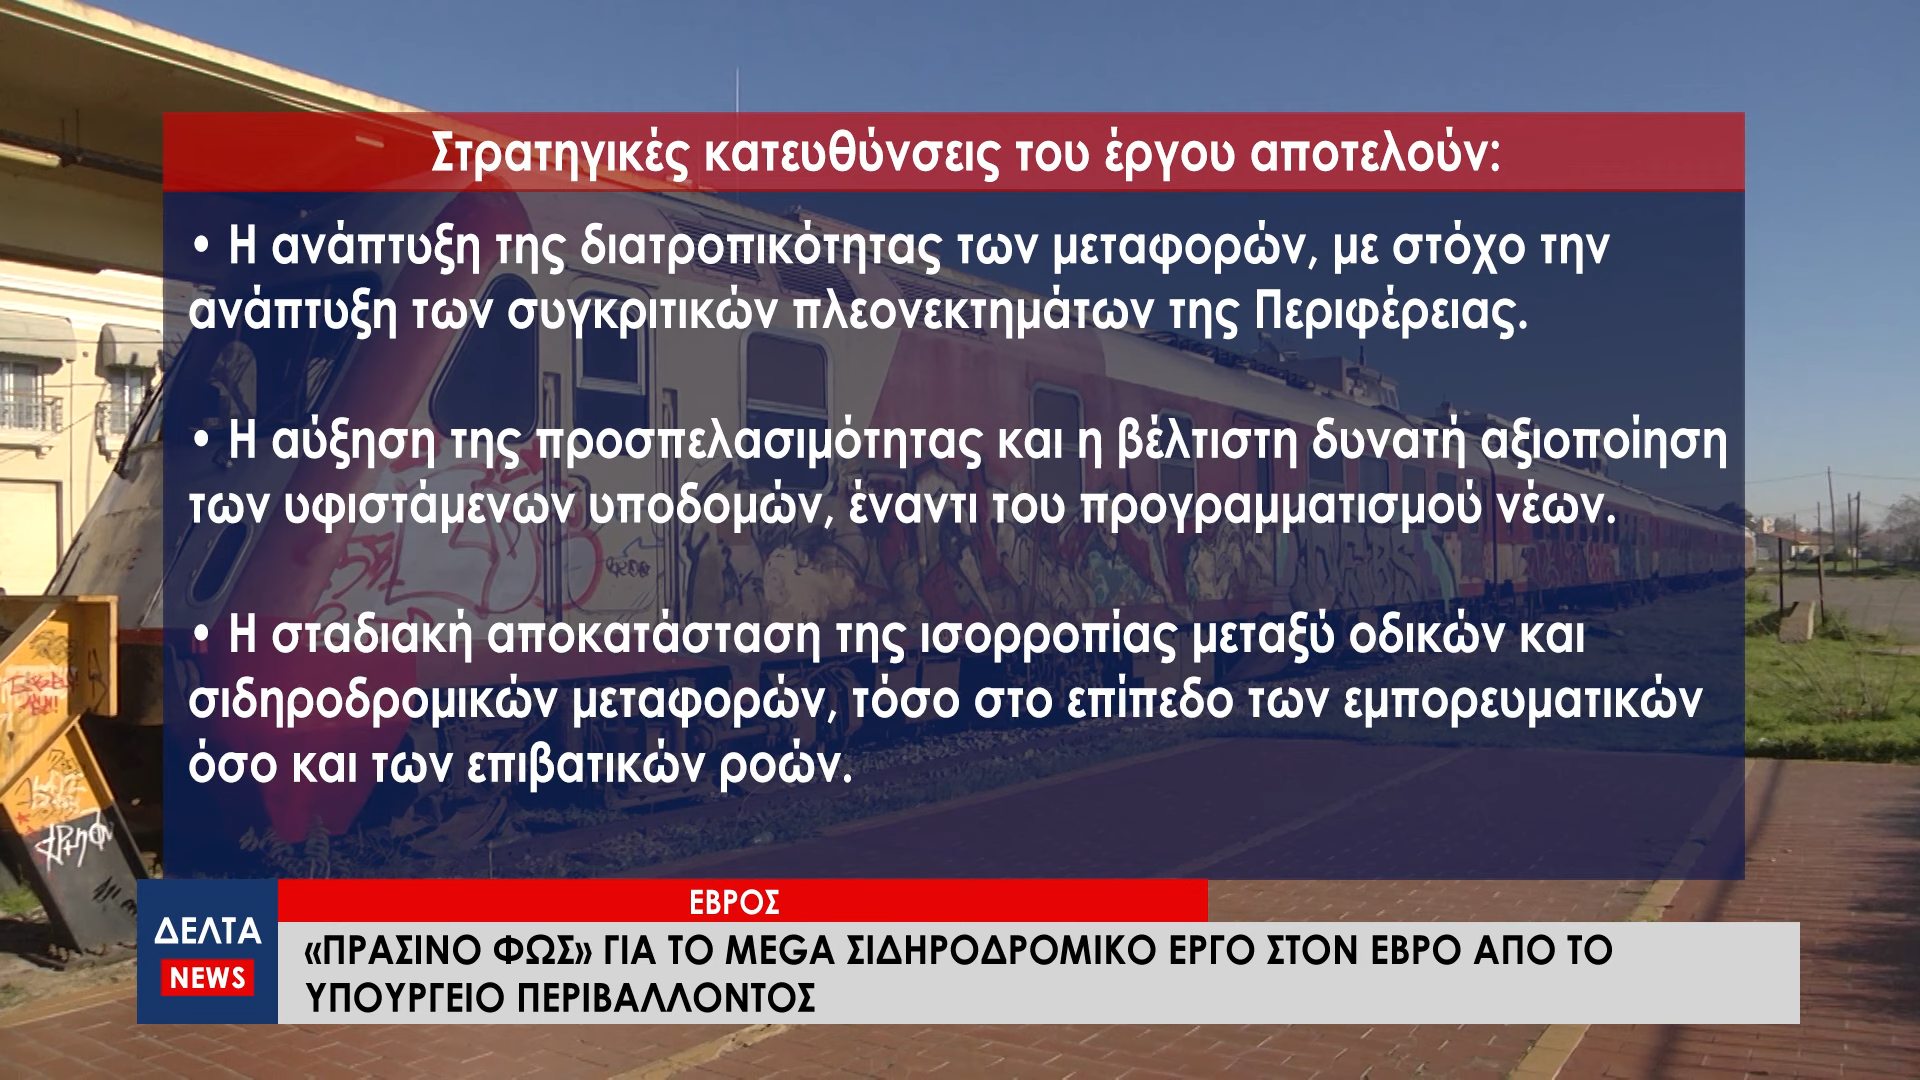 Στρατηγικές κατευθύνσεις του έργου αποτελούν:
• Η ανάπτυξη της διατροπικότητας των μεταφορών, με στόχο την
ανάπτυξη των συγκριτικών πλεονεκτημάτων της Περιφέρειας.
• Η αύξηση της προσπελασιμότητας και η βέλτιστη δυνατή αξιοποίηση
των υφιστάμενων υποδομών, έναντι του προγραμματισμού νέων.
• Η σταδιακή αποκατάσταση της ισορροπίας μεταξύ οδικών και
σιδηροδρομικών μεταφορών, τόσο στο επίπεδο των εμπορευματικών
όσο και των επιβατικών ροών.
ΕΒΡΟΣ
ΔΕΛΤΑ
NEWS
«ΠΡΑΣΙΝΟ ΦΩΣ» ΓΙΑ ΤΟ MEGA ΣΙΔΗΡΟΔΡΟΜΙΚΟ ΕΡΓΟ ΣΤΟΝ ΕΒΡΟ ΑΠΟ ΤΟ
ΥΠΟΥΡΓΕΙΟ ΠΕΡΙΒΑΛΛΟΝΤΟΣ